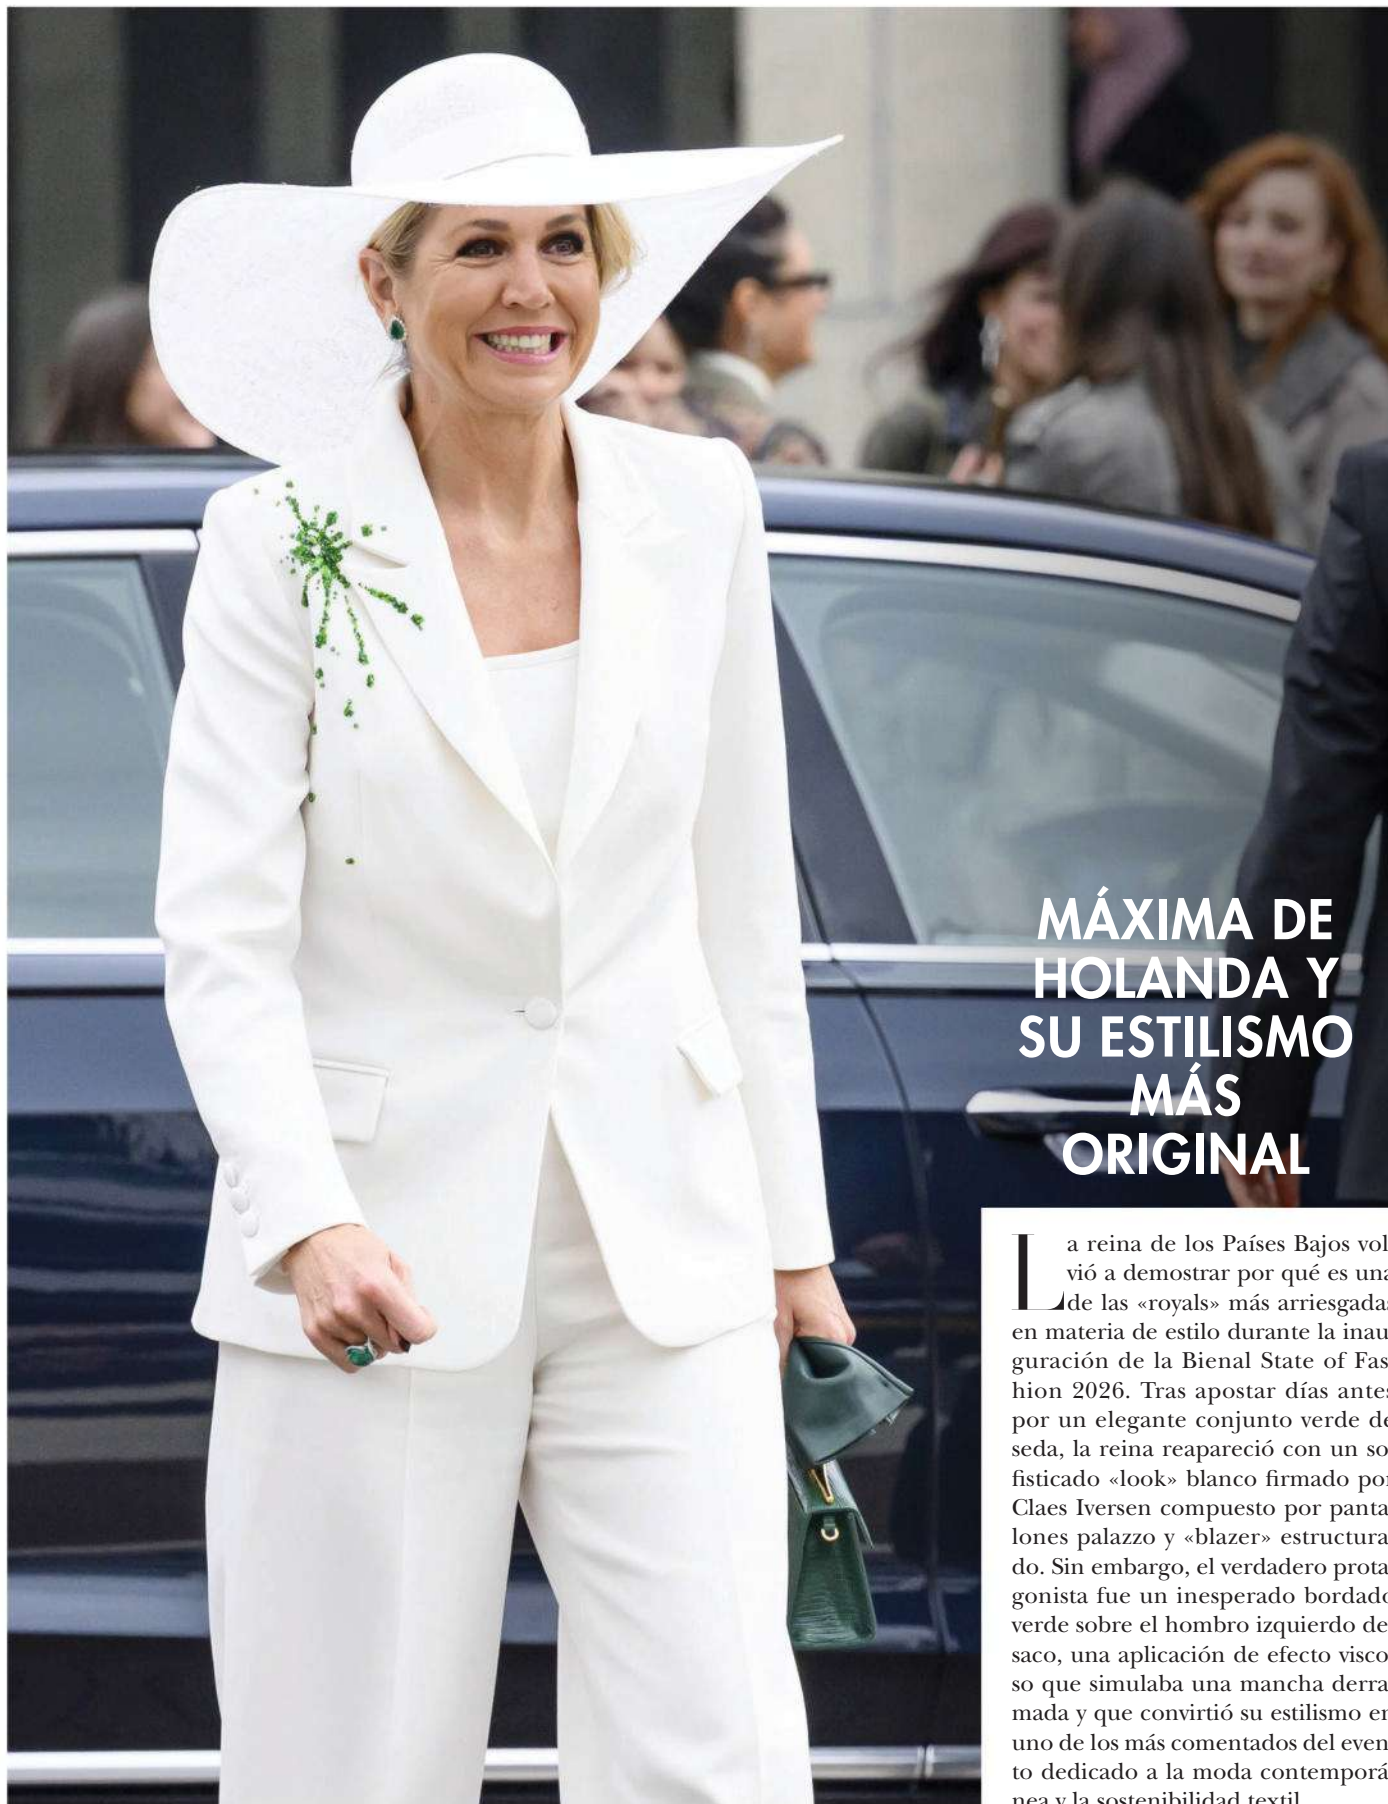 MÁXIMA DE
HOLANDA Y
SU ESTILISMO
MÁS
ORIGINAL
La reina de los Países Bajos vol
vió a demostrar por qué es una
de las «royals» más arriesgadas
en materia de estilo durante la inau
guración de la Bienal State of Fas
hion 2026. Tras apostar días antes
por un elegante conjunto verde de
seda, la reina reapareció con un so
fisticado «look» blanco firmado por
Claes Iversen compuesto por panta
lones palazzo y «blazer» estructura
do. Sin embargo, el verdadero prota
gonista fue un inesperado bordado
verde sobre el hombro izquierdo de
saco, una aplicación de efecto visco
so que simulaba una mancha derra
mada y que convirtió su estilismo en
uno de los más comentados del even
to dedicado a la moda contemporá
nea y la sostenibilidad textil.